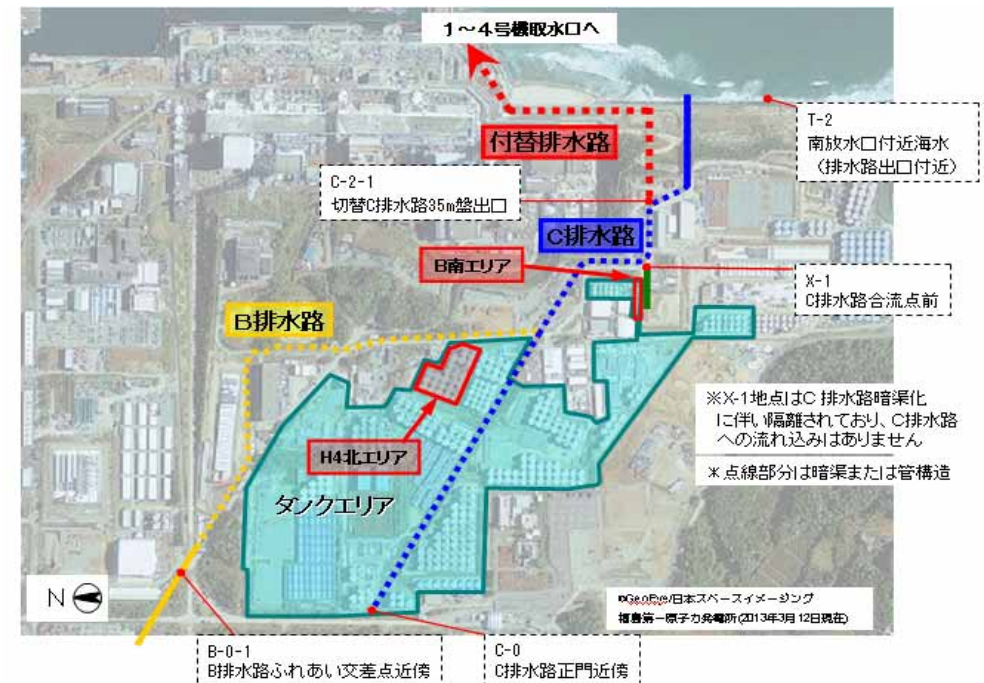 1～4号機取水口へ
付替排水路
T-2
南放水口付近海水
(排水路出口付近)
C-2-1
切替C排水路35m盤出口
C排水路
B南エリア
X-1
C排水路合流点前
B排水路
※X-1地点はC 排水路暗渠化
に伴い隔離されており、C排水路
への流れ込みはありません
H4北エリア
＊点線部分は暗渠または管構造
タンクエリア
N
©GeoEye/日本スペースイメージング
福島第一原子力発電所(2013年3月12日現在)
B-0-1
B排水路ふれあい交差点近傍
C-0
C排水路正門近傍